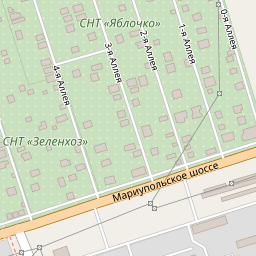 СНТ «Яблочко»
0-я Аллея
1-я Аллея
2-я Аллея
3-я Аллея
4-я Аллея
СНТ «Зеленхоз»
Мариупольское шоссе